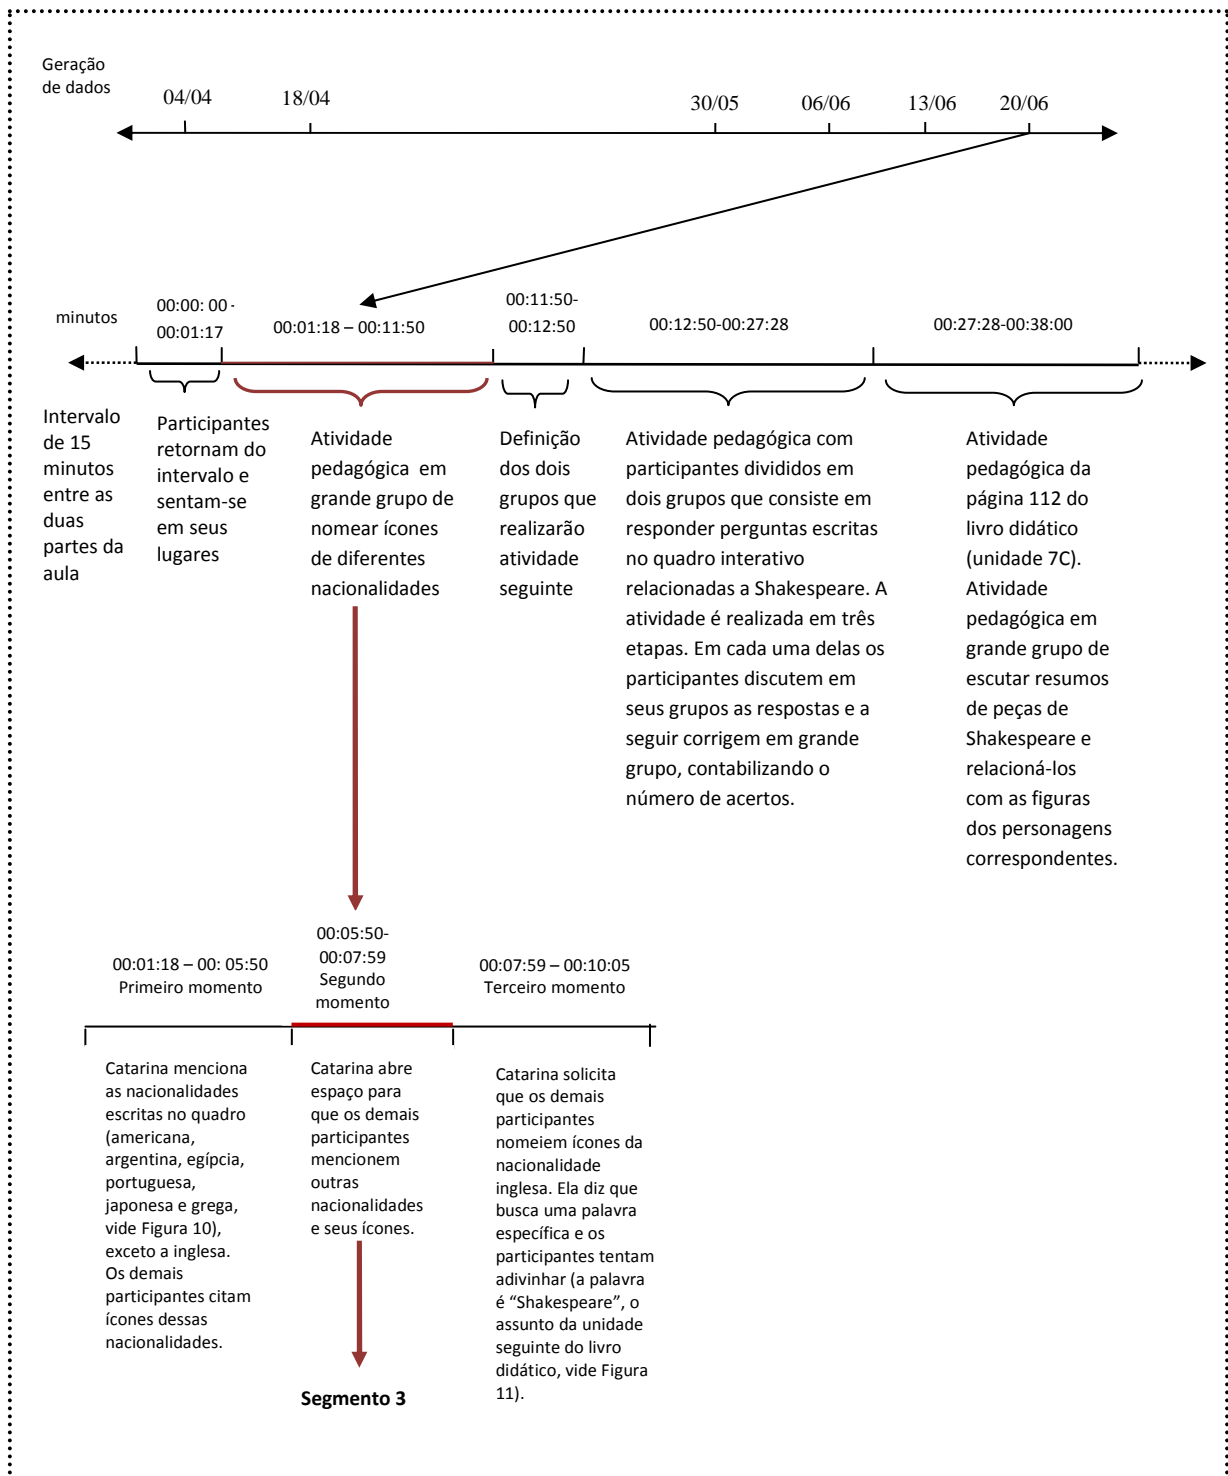 Geração
de dados
04/04
18/04
30/05
06/06
13/06
20/06
minutos
00:00: 00 -
00:01:17
00:01:18 – 00:11:50
00:11:50-
00:12:50
00:12:50-00:27:28
00:27:28-00:38:00
Intervalo
de 15
minutos
entre as
duas
partes da
aula
Participantes
retornam do
intervalo e
sentam-se
em seus
lugares
Atividade
pedagógica em
grande grupo de
nomear ícones
de diferentes
nacionalidades
Definição
dos dois
grupos que
realizarão
atividade
seguinte
Atividade pedagógica com
participantes divididos em
dois grupos que consiste em
responder perguntas escritas
no quadro interativo
relacionadas a Shakespeare. A
atividade é realizada em três
etapas. Em cada uma delas os
participantes discutem em
seus grupos as respostas e a
seguir corrigem em grande
grupo, contabilizando o
número de acertos.
Atividade
pedagógica da
página 112 do
livro didático
(unidade 7C).
Atividade
pedagógica em
grande grupo de
escutar resumos
de peças de
Shakespeare e
relacioná-los
com as figuras
dos personagens
correspondentes.
00:01:18 – 00: 05:50
Primeiro momento
00:05:50-
00:07:59
Segundo
momento
00:07:59 – 00:10:05
Terceiro momento
Catarina menciona
as nacionalidades
escritas no quadro
(americana,
argentina, egípcia,
portuguesa,
japonesa e grega,
vide Figura 10),
exceto a inglesa.
Os demais
participantes citam
ícones dessas
nacionalidades.
Catarina abre
espaço para
que os demais
participantes
mencionem
outras
nacionalidades
e seus ícones.
Catarina solicita
que os demais
participantes
nomeiem ícones da
nacionalidade
inglesa. Ela diz que
busca uma palavra
específica e os
participantes tentam
adivinhar (a palavra
é “Shakespeare”, o
assunto da unidade
seguinte do livro
didático, vide Figura
11).
Segmento 3